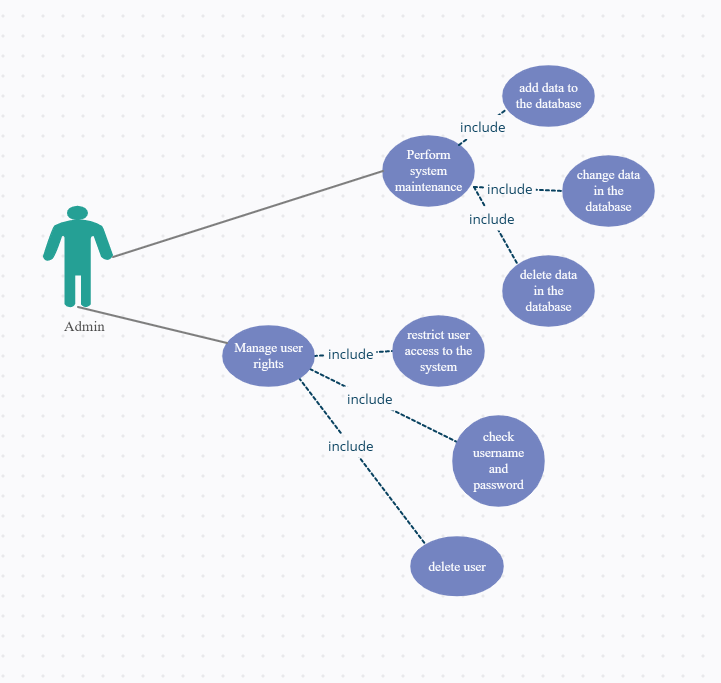 add data to
the database
include
Perform
system
maintenance
include
change data
in the
database
include
delete data
in the
database
Admin
Manage user
rights
include
restrict user
access to the
system
include
check
username
and
password
include
delete user